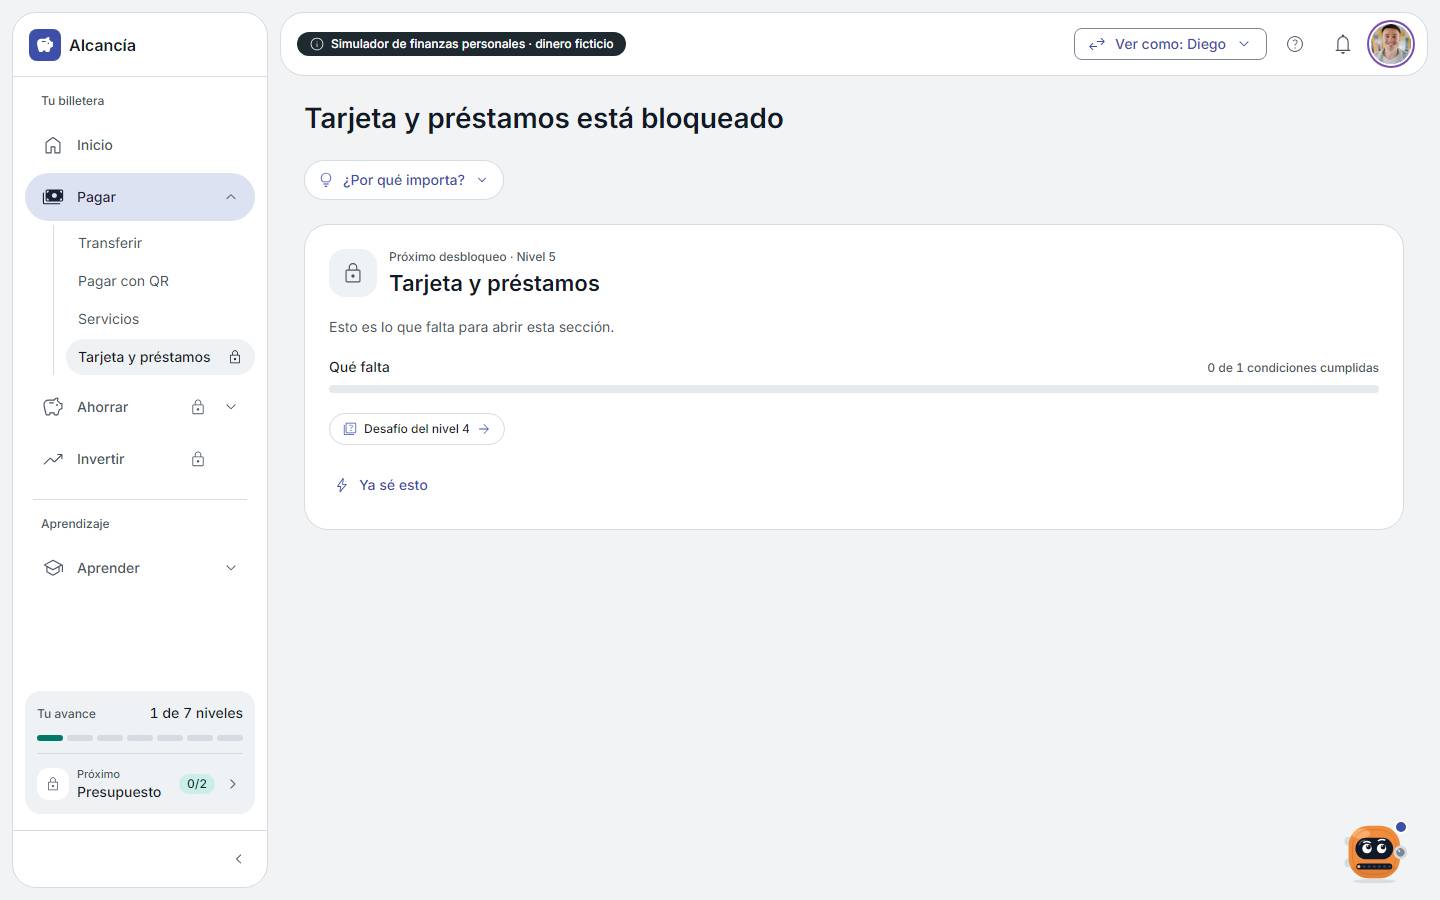 Alcancía
Simulador de finanzas personales · dinero ficticio
Ver como: Diego
Tu billetera
Inicio
Pagar
Transferir
Pagar con QR
Servicios
Tarjeta y préstamos
Ahorrar
Invertir
Aprendizaje
Aprender
Tu avance
1 de 7 niveles
Próximo
Presupuesto
0/2
Tarjeta y préstamos está bloqueado
¿Por qué importa?
Próximo desbloqueo · Nivel 5
Tarjeta y préstamos
Esto es lo que falta para abrir esta sección.
Qué falta
0 de 1 condiciones cumplidas
Desafío del nivel 4
Ya sé esto